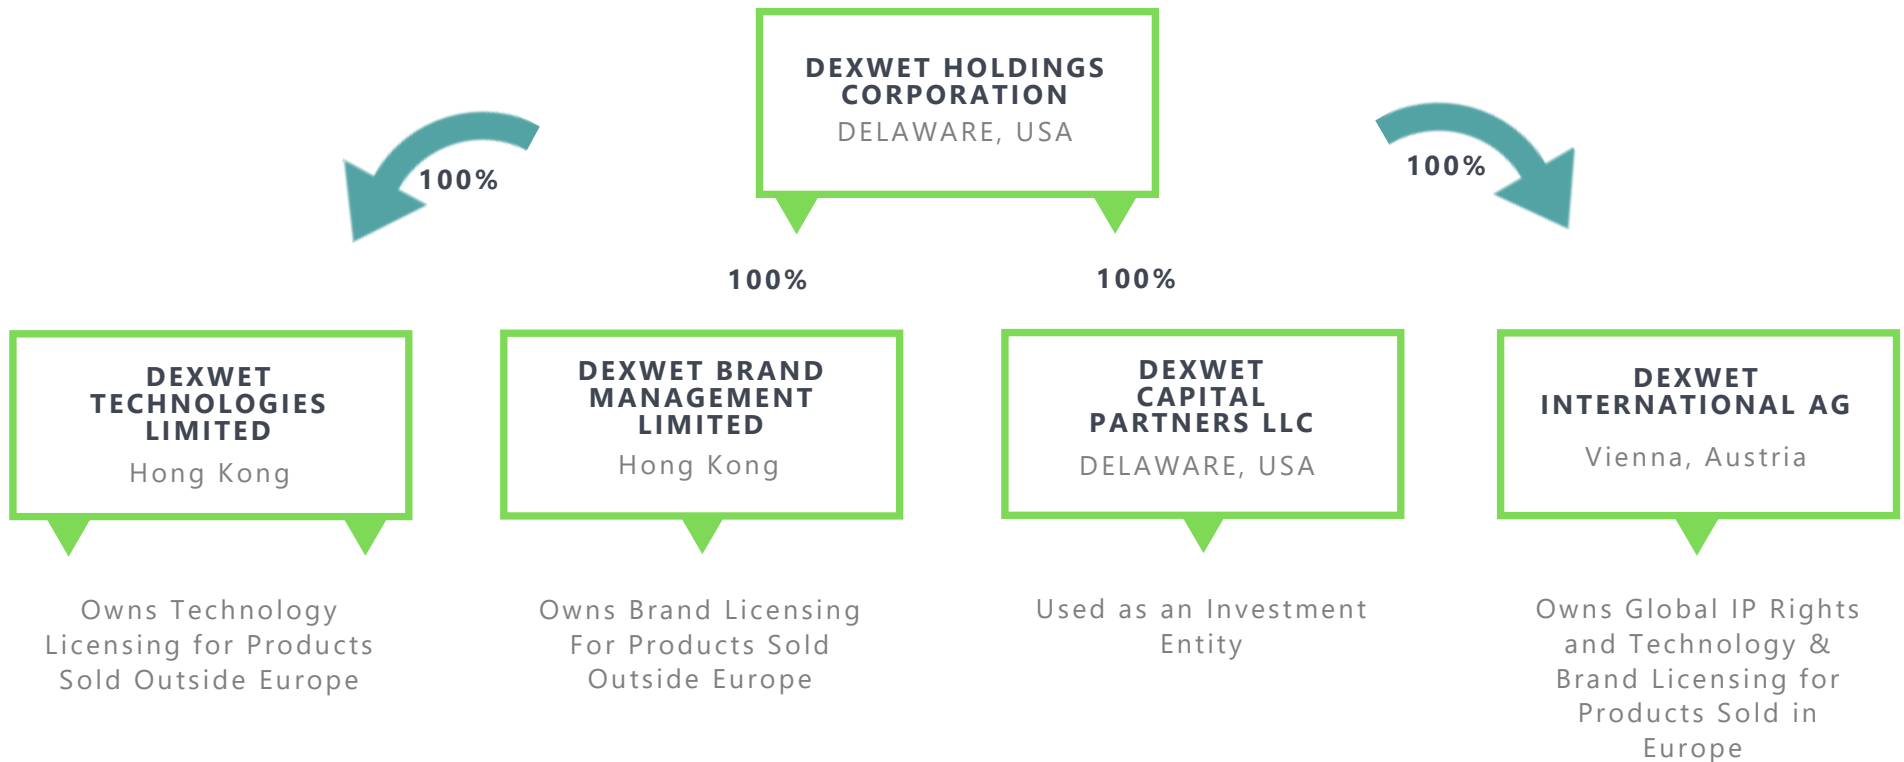 DEXWET HOLDINGS
CORPORATION
DELAWARE, USA
100%
100%
100%
100%
DEXWET
TECHNOLOGIES
LIMITED
Hong Kong
DEXWET BRAND
MANAGEMENT
LIMITED
Hong Kong
DEXWET
CAPITAL
PARTNERS LLC
DELAWARE, USA
DEXWET
INTERNATIONAL AG
Vienna, Austria
Owns Technology
Licensing for Products
Sold Outside Europe
Owns Brand Licensing
For Products Sold
Outside Europe
Used as an Investment
Entity
Owns Global IP Rights
and Technology &
Brand Licensing for
Products Sold in
Europe